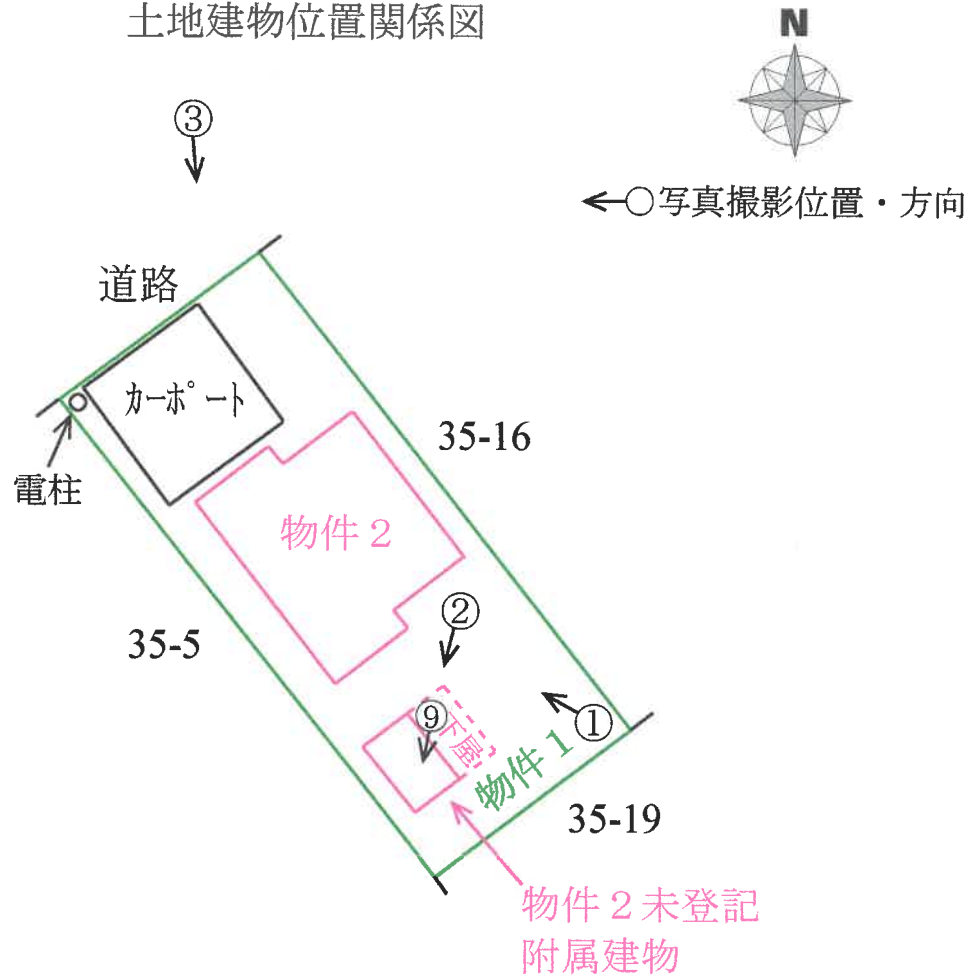 土地建物位置関係図
N
③
←○写真撮影位置・方向
道路
カーポート
35-16
電柱
物件２
②
35-5
①
⑨
下屋
物件１
35-19
物件２未登記
附属建物